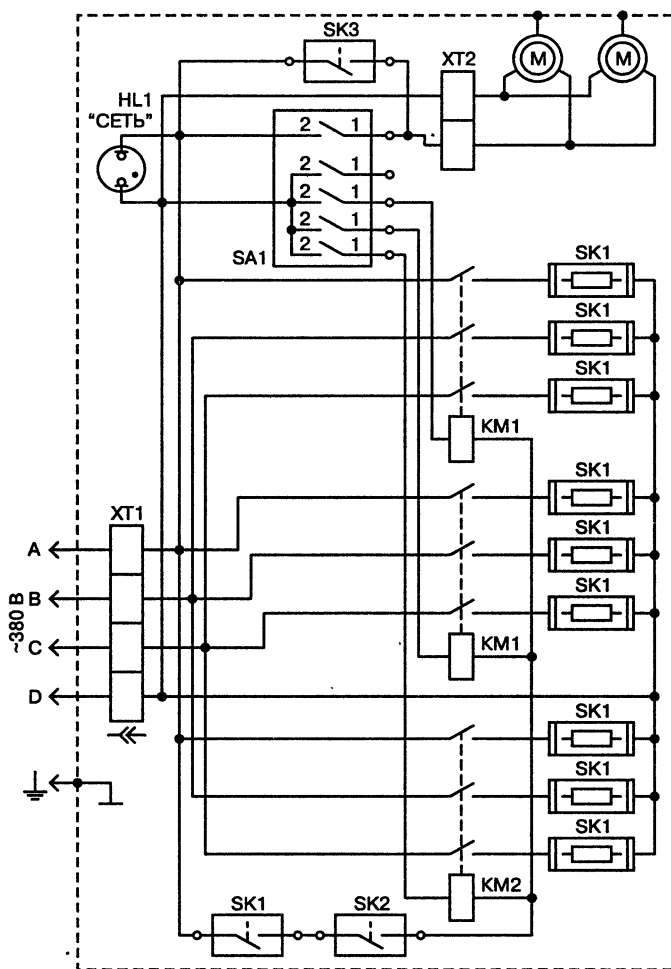 SK3
XT2
M
M
HL1
"СЕТЬ"
2 1
2 1
2 1
2 1
2 1
SA1
SK1
SK1
SK1
KM1
SK1
SK1
SK1
KM1
XT1
A
B
C
D
~380 В
SK1
SK1
SK1
KM2
SK1
SK2